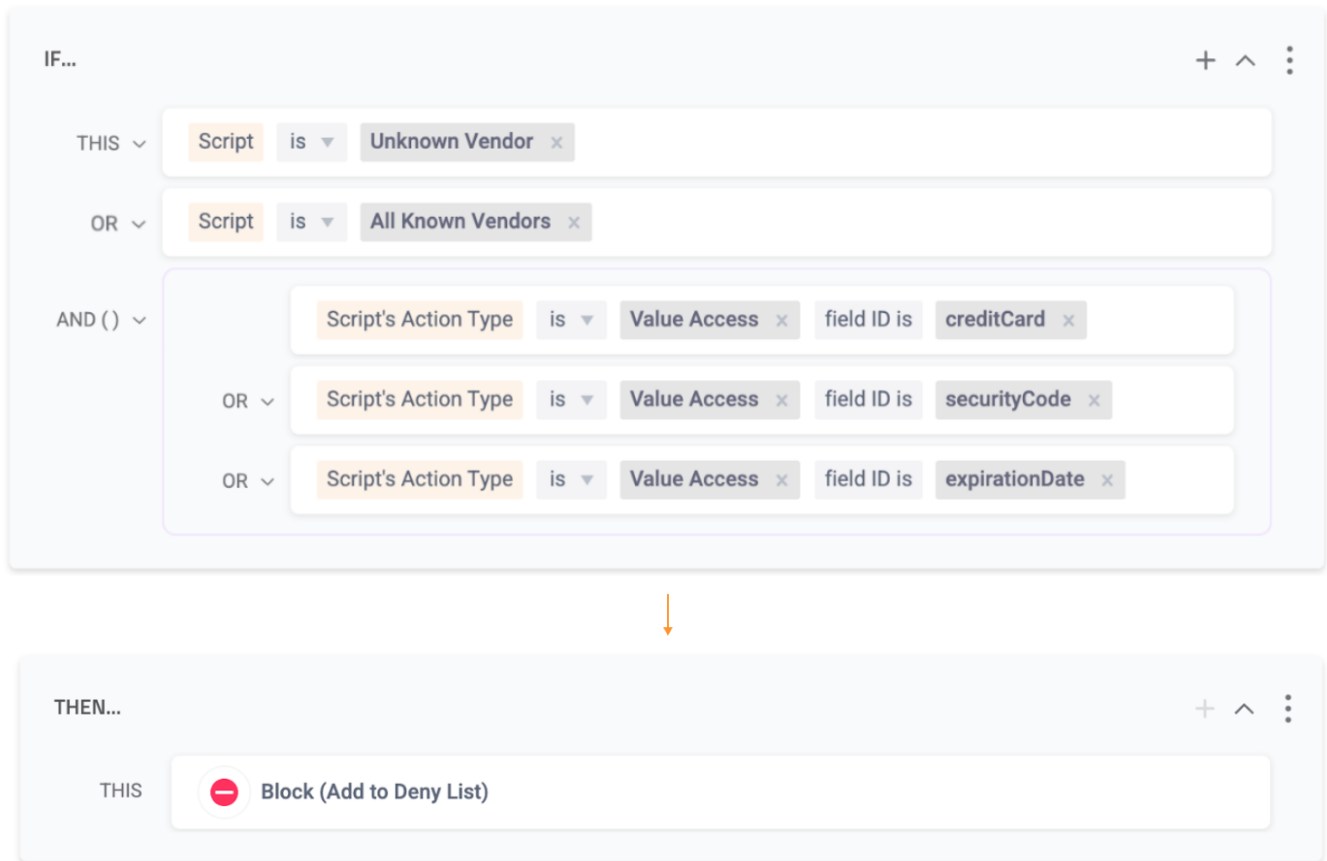 IF...
THIS Script is Unknown Vendor ×
OR Script is All Known Vendors ×
AND ( ) Script's Action Type is Value Access × field ID is creditCard ×
OR Script's Action Type is Value Access × field ID is securityCode ×
OR Script's Action Type is Value Access × field ID is expirationDate ×
THEN...
THIS Block (Add to Deny List)